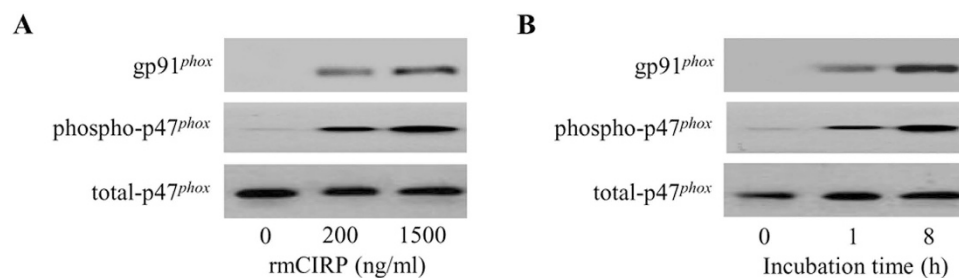 A
gp91phox
phospho-p47phox
total-p47phox
0 200 1500
rmCIRP (ng/ml)
B
gp91phox
phospho-p47phox
total-p47phox
0 1 8
Incubation time (h)